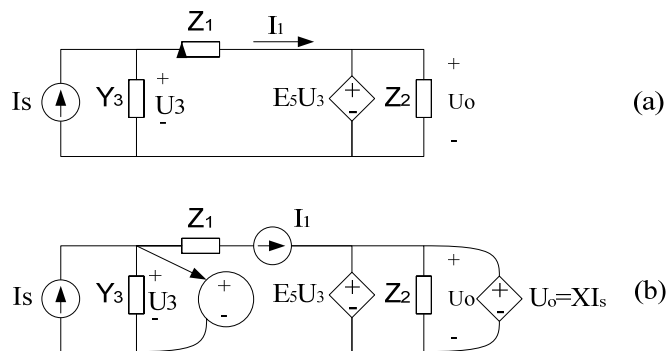 Z1 I1
+ +
Is Y3 U3 E5U3 + - Z2 Uo (a)
- -
Z1 I1
+ + +
Is Y3 U3 + - E5U3 + - Z2 Uo + - Uo=XIs (b)
- -